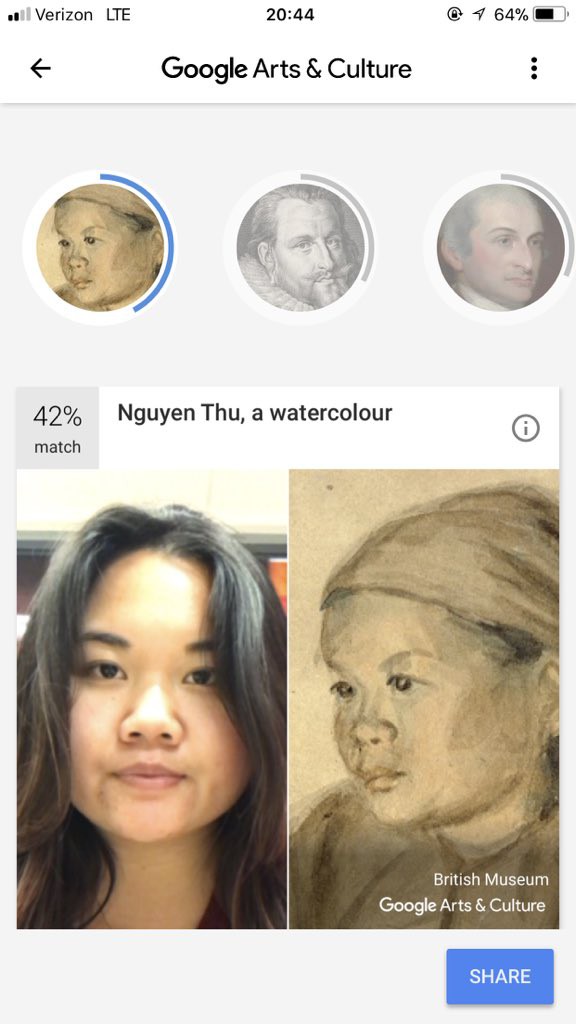 Verizon LTE 20:44 64%
Google Arts & Culture
42%
match
Nguyen Thu, a watercolour
British Museum
Google Arts & Culture
SHARE